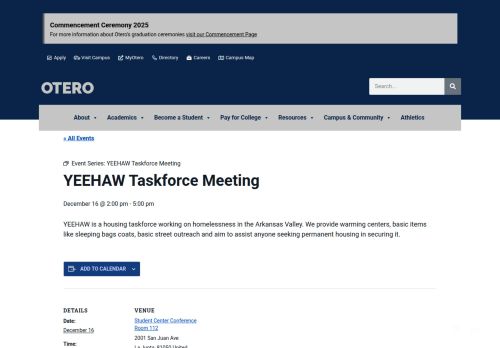 Commencement Ceremony 2025
For more information about Otero's graduation ceremonies visit our Commencement Page
Apply Visit Campus MyOtero Directory Careers Campus Map
OTERO
Search...
About Academics Become a Student Pay for College Resources Campus & Community Athletics
« All Events
Event Series: YEEHAW Taskforce Meeting
YEEHAW Taskforce Meeting
December 16 @ 2:00 pm - 5:00 pm
YEEHAW is a housing taskforce working on homelessness in the Arkansas Valley. We provide warming centers, basic items
like sleeping bags coats, basic street outreach and aim to assist anyone seeking permanent housing in securing it.
ADD TO CALENDAR
DETAILS
Date:
December 16
Time:
VENUE
Student Center Conference
Room 112
2001 San Juan Ave
La Junta, 81050 United